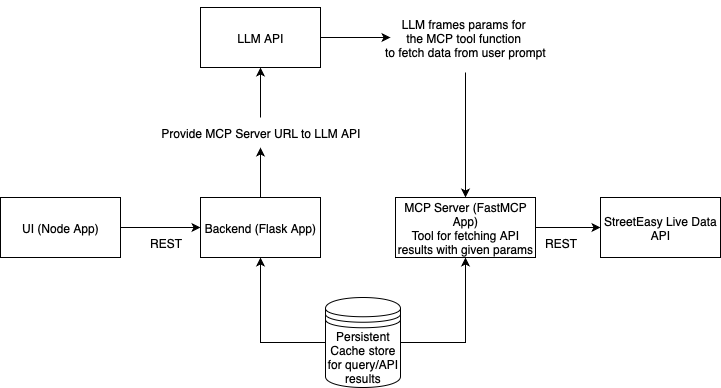 LLM API
LLM frames params for
the MCP tool function
to fetch data from user prompt
Provide MCP Server URL to LLM API
UI (Node App)
REST
Backend (Flask App)
MCP Server (FastMCP
App)
Tool for fetching API
results with given params
REST
StreetEasy Live Data
API
Persistent
Cache store
for query/API
results